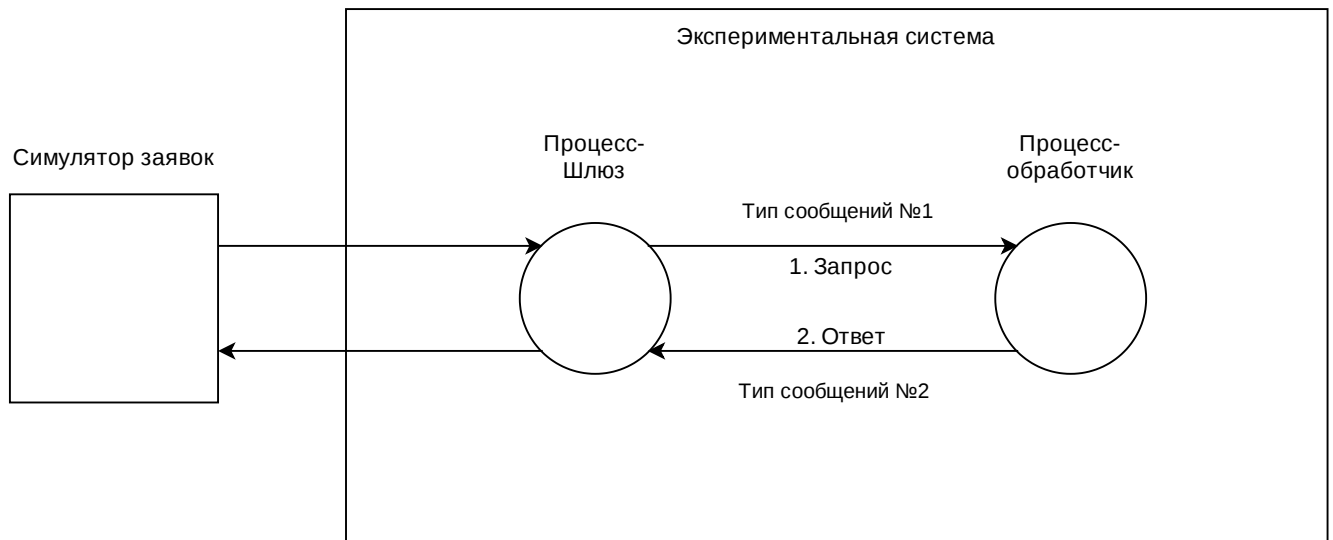 Экспериментальная система
Симулятор заявок
Процесс-
Шлюз
Процесс-
обработчик
Тип сообщений №1
1. Запрос
2. Ответ
Тип сообщений №2